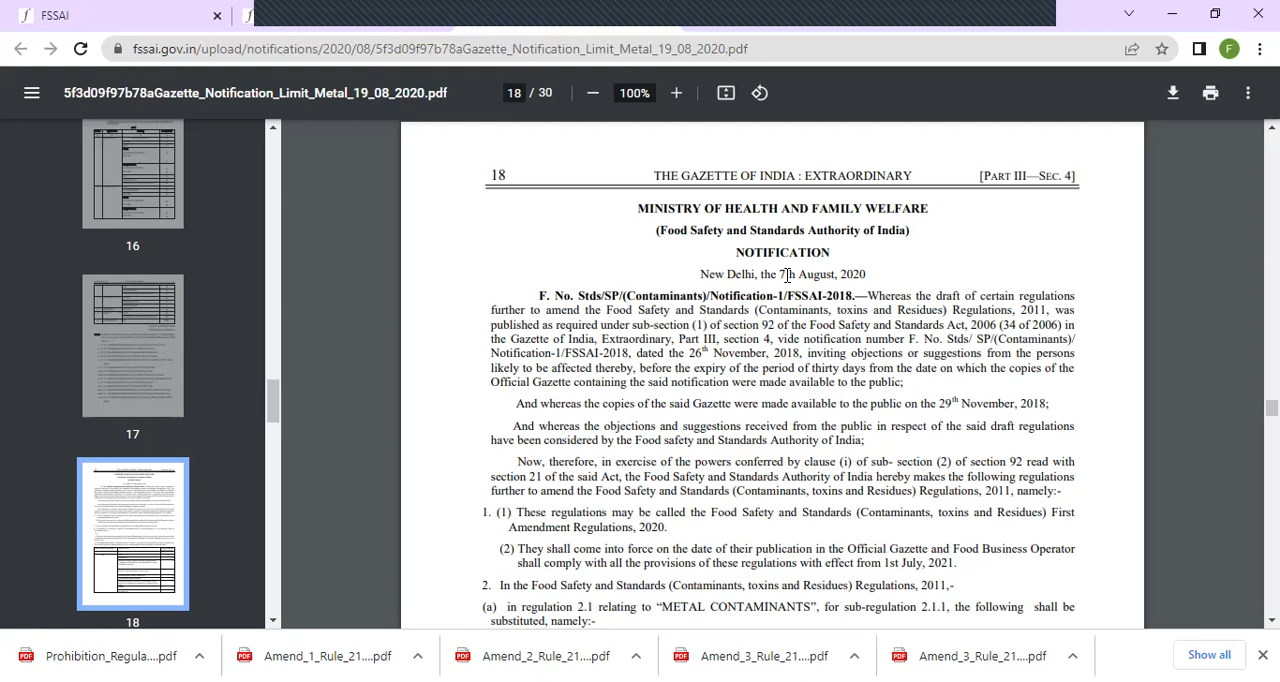 FSSAI
fssai.gov.in/upload/notifications/2020/08/5f3d09f97b78aGazette_Notification_Limit_Metal_19_08_2020.pdf
F
5f3d09f97b78aGazette_Notification_Limit_Metal_19_08_2020.pdf
18 / 30
100%
16
17
18
18 THE GAZETTE OF INDIA : EXTRAORDINARY [PART III—SEC. 4]
MINISTRY OF HEALTH AND FAMILY WELFARE
(Food Safety and Standards Authority of India)
NOTIFICATION
New Delhi, the 7th August, 2020
F. No. Stds/SP/(Contaminants)/Notification-1/FSSAI-2018.—Whereas the draft of certain regulations
further to amend the Food Safety and Standards (Contaminants, toxins and Residues) Regulations, 2011, was
published as required under sub-section (1) of section 92 of the Food Safety and Standards Act, 2006 (34 of 2006) in
the Gazette of India, Extraordinary, Part III, section 4, vide notification number F. No. Stds/ SP/(Contaminants)/
Notification-1/FSSAI-2018, dated the 26th November, 2018, inviting objections or suggestions from the persons
likely to be affected thereby, before the expiry of the period of thirty days from the date on which the copies of the
Official Gazette containing the said notification were made available to the public;
And whereas the copies of the said Gazette were made available to the public on the 29th November, 2018;
And whereas the objections and suggestions received from the public in respect of the said draft regulations
have been considered by the Food safety and Standards Authority of India;
Now, therefore, in exercise of the powers conferred by clause (i) of sub- section (2) of section 92 read with
section 21 of the said Act, the Food Safety and Standards Authority of India hereby makes the following regulations
further to amend the Food Safety and Standards (Contaminants, toxins and Residues) Regulations, 2011, namely:-
1. (1) These regulations may be called the Food Safety and Standards (Contaminants, toxins and Residues) First
Amendment Regulations, 2020.
(2) They shall come into force on the date of their publication in the Official Gazette and Food Business Operator
shall comply with all the provisions of these regulations with effect from 1st July, 2021.
2. In the Food Safety and Standards (Contaminants, toxins and Residues) Regulations, 2011,-
(a) in regulation 2.1 relating to “METAL CONTAMINANTS”, for sub-regulation 2.1.1, the following shall be
substituted, namely:-
Prohibition_Regula....pdf
Amend_1_Rule_21....pdf
Amend_2_Rule_21....pdf
Amend_3_Rule_21....pdf
Amend_3_Rule_21....pdf
Show all